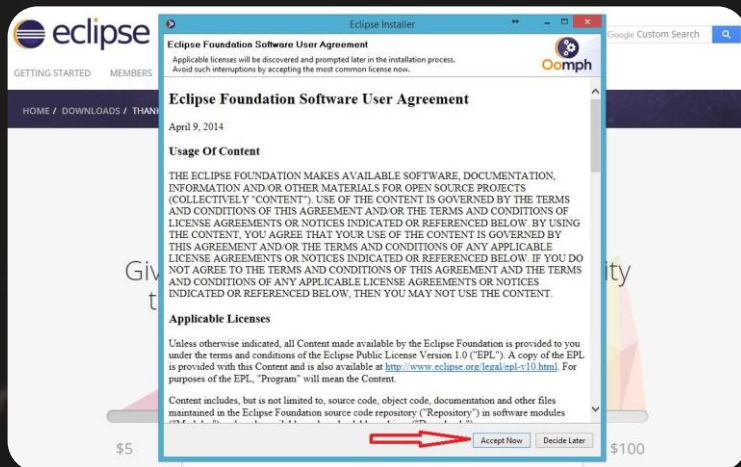 eclipse
Google Custom Search
GETTING STARTED MEMBERS
HOME / DOWNLOADS /
$5
$100
Eclipse Installer
Eclipse Foundation Software User Agreement
Applicable licenses will be discovered and prompted later in the installation process.
Avoid such interruptions by accepting the most common license now.
Oomph
Eclipse Foundation Software User Agreement
April 9, 2014
Usage Of Content
THE ECLIPSE FOUNDATION MAKES AVAILABLE SOFTWARE, DOCUMENTATION,
INFORMATION AND/OR OTHER MATERIALS FOR OPEN SOURCE PROJECTS
(COLLECTIVELY "CONTENT"). USE OF THE CONTENT IS GOVERNED BY THE TERMS
AND CONDITIONS OF THIS AGREEMENT AND/OR THE TERMS AND CONDITIONS OF
LICENSE AGREEMENTS OR NOTICES INDICATED OR REFERENCED BELOW. BY USING
THE CONTENT, YOU AGREE THAT YOUR USE OF THE CONTENT IS GOVERNED BY
THIS AGREEMENT AND/OR THE TERMS AND CONDITIONS OF ANY APPLICABLE
LICENSE AGREEMENTS OR NOTICES INDICATED OR REFERENCED BELOW. IF YOU DO
NOT AGREE TO THE TERMS AND CONDITIONS OF THIS AGREEMENT AND THE TERMS
AND CONDITIONS OF ANY APPLICABLE LICENSE AGREEMENTS OR NOTICES
INDICATED OR REFERENCED BELOW, THEN YOU MAY NOT USE THE CONTENT.
Applicable Licenses
Unless otherwise indicated, all Content made available by the Eclipse Foundation is provided to you
under the terms and conditions of the Eclipse Public License Version 1.0 ("EPL"). A copy of the EPL
is provided with this Content and is also available at http://www.eclipse.org/legal/epl-v10.html. For
purposes of the EPL, "Program" will mean the Content.
Content includes, but is not limited to, source code, object code, documentation and other files
maintained in the Eclipse Foundation source code repository ("Repository") in software modules
Accept Now Decide Later